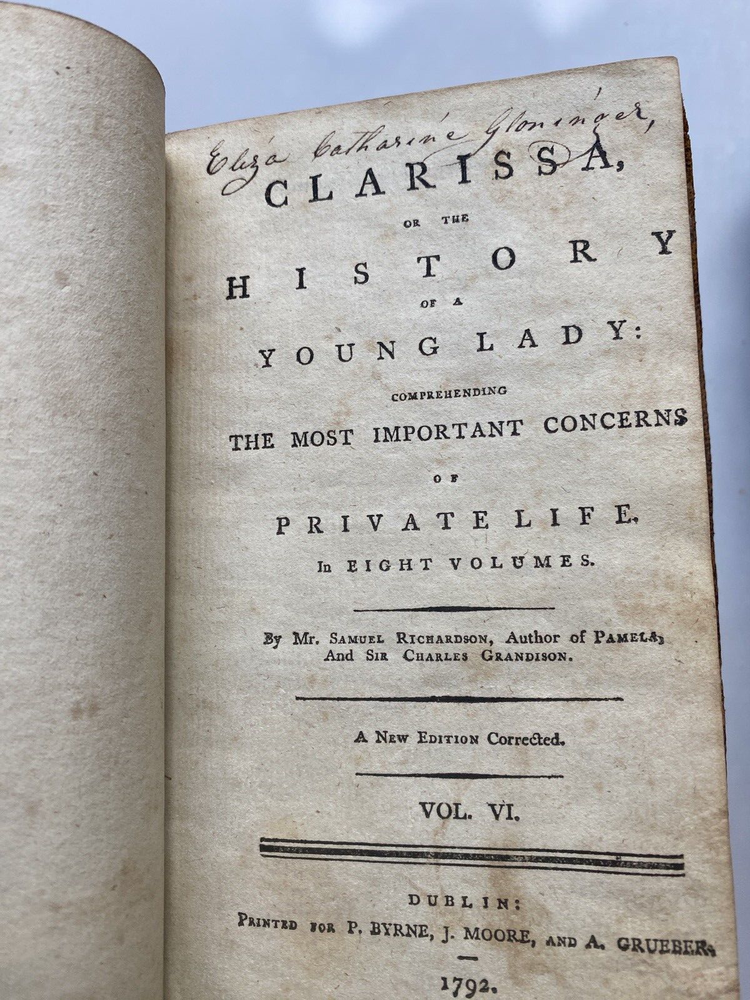 Eliza Catharine Gloninger,
CLARISSA,
OR THE
HISTORY
OF A
YOUNG LADY:
COMPREHENDING
THE MOST IMPORTANT CONCERNS
OF
PRIVATE LIFE.
In EIGHT VOLUMES.
By Mr. SAMUEL RICHARDSON, Author of PAMELA,
And SIR CHARLES GRANDISON.
A NEW EDITION Corrected.
VOL. VI.
DUBLIN:
PRINTED FOR P. BYRNE, J. MOORE, AND A. GRUEBER,
1792.